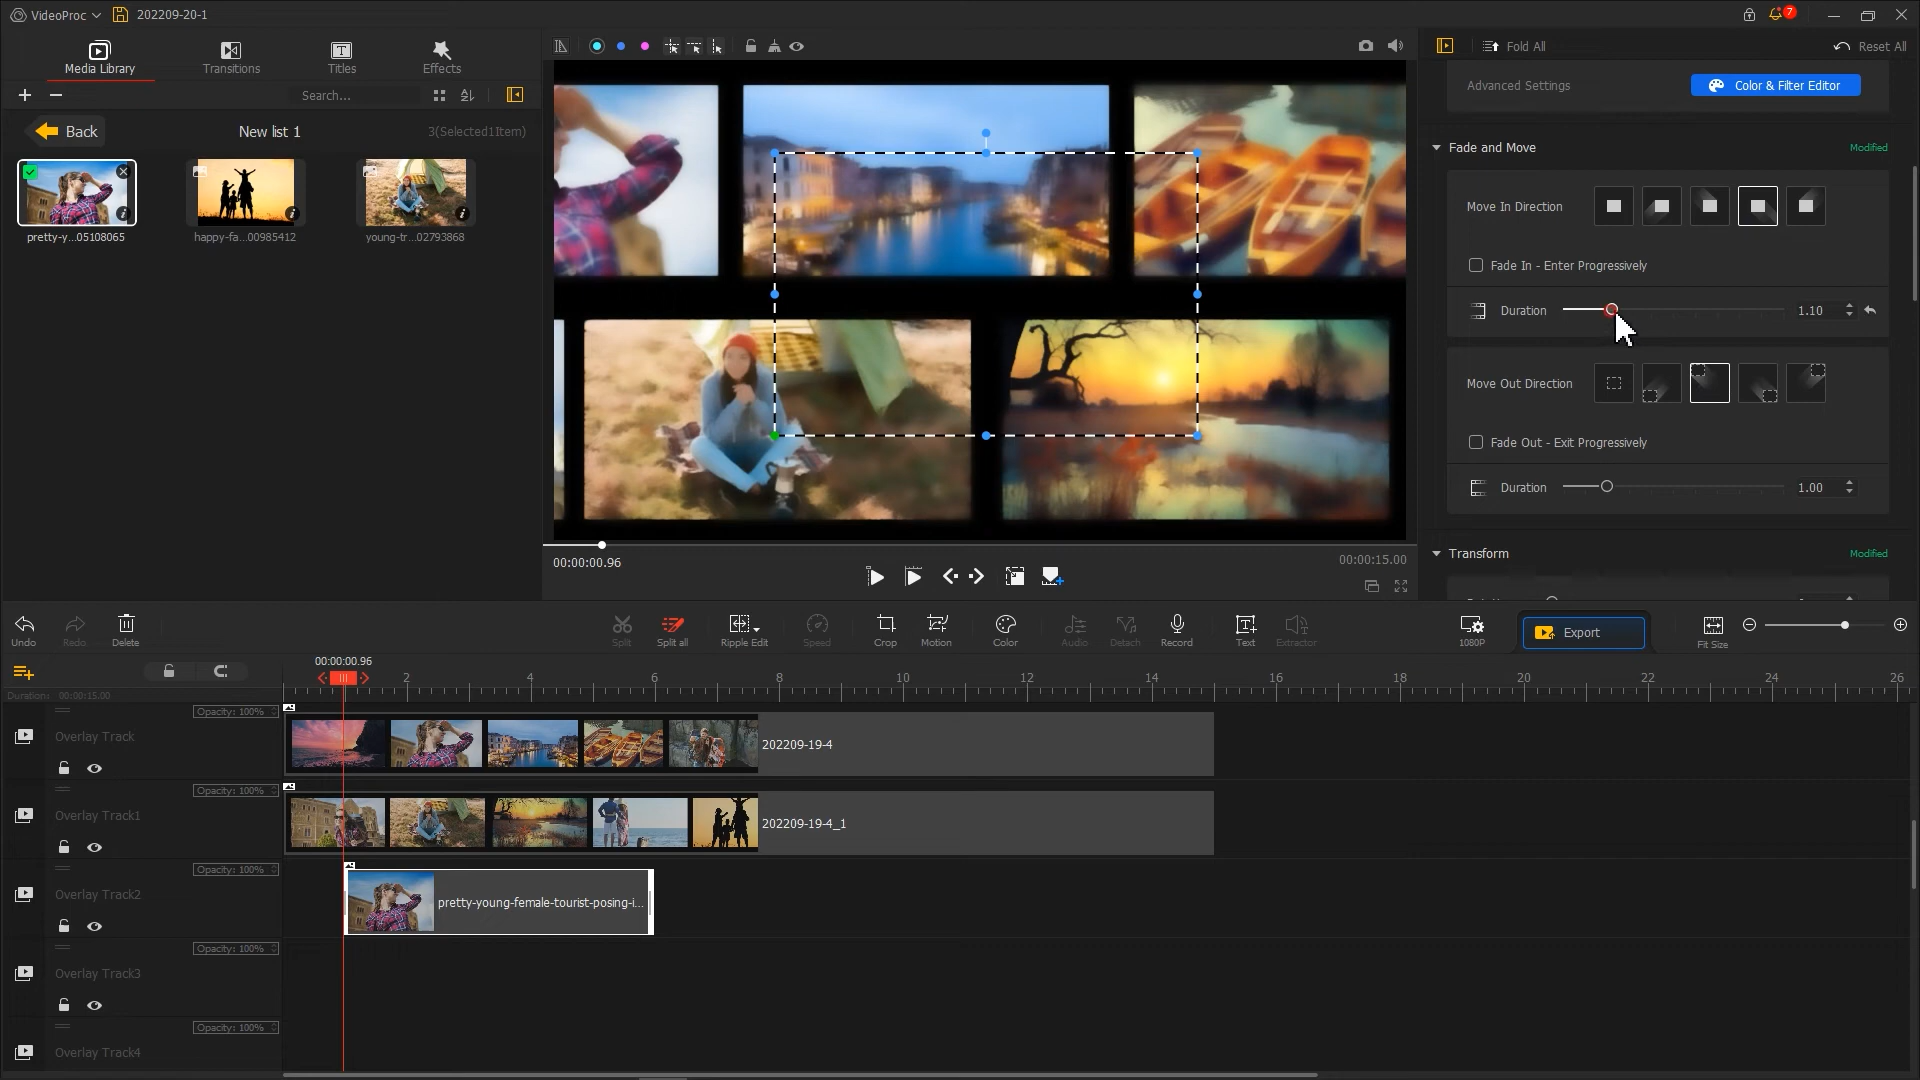 VideoProc
202209-20-1
7
Media Library
Transitions
Titles
Effects
Fold All
Reset All
Search...
Advanced Settings
Color & Filter Editor
Back
New list 1
3(Selected1Item)
Fade and Move
Modified
pretty-y...05108065
happy-fa...00985412
young-tr...02793868
Move In Direction
Fade In - Enter Progressively
Duration
1.10
Move Out Direction
Fade Out - Exit Progressively
Duration
1.00
Transform
Modified
00:00:00.96
00:00:15.00
Undo
Redo
Delete
Split
Split all
Ripple Edit
Speed
Crop
Motion
Color
Audio
Detach
Record
Text
Extractor
1080P
Export
Fit Size
00:00:00.96
2
4
6
8
10
12
14
16
18
20
22
24
26
Duration: 00:00:15.00
Opacity: 100%
Overlay Track
202209-19-4
Opacity: 100%
Overlay Track1
202209-19-4_1
Opacity: 100%
Overlay Track2
pretty-young-female-tourist-posing-i...
Opacity: 100%
Overlay Track3
Opacity: 100%
Overlay Track4